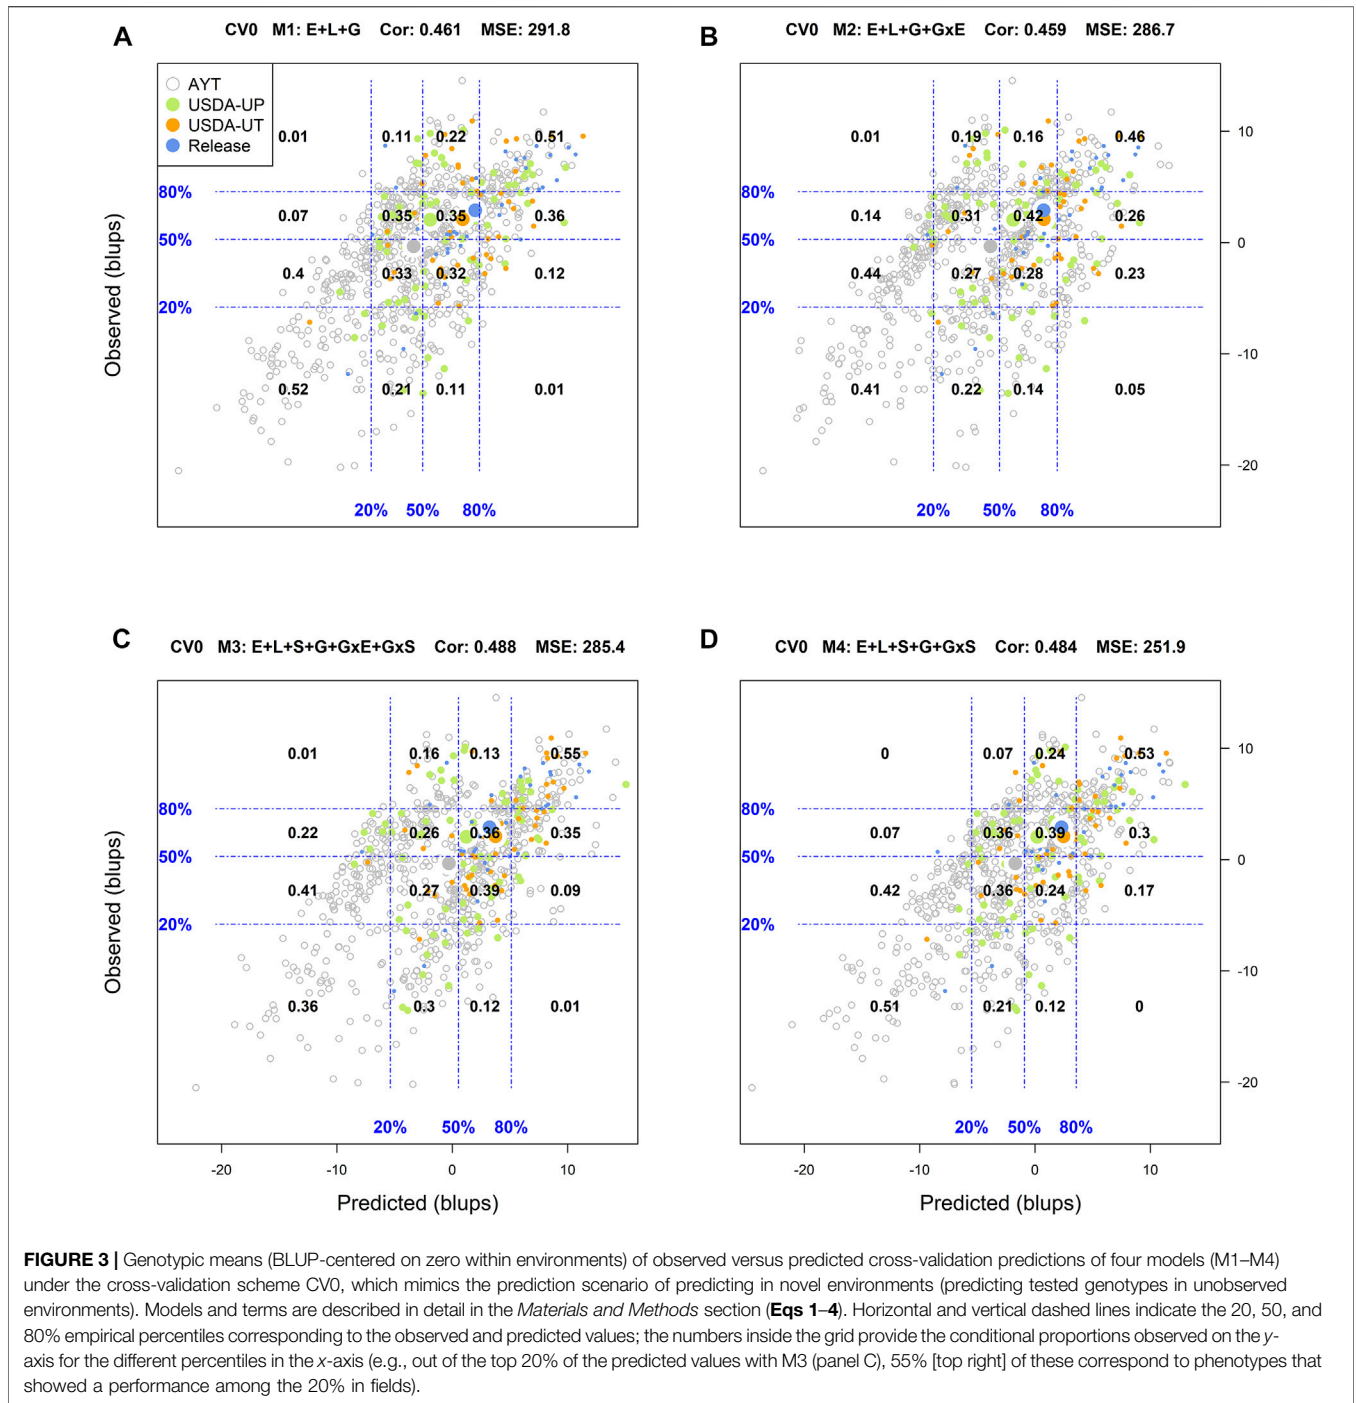 A CV0 M1: E+L+G Cor: 0.461 MSE: 291.8
AYT
USDA-UP
USDA-UT
Release
0.01 0.11 0.22 0.51
80%
0.07 0.35 0.35 0.36
50%
0.4 0.33 0.32 0.12
20%
0.52 0.21 0.11 0.01
20% 50% 80%
Observed (blups)
B CV0 M2: E+L+G+GxE Cor: 0.459 MSE: 286.7
0.01 0.19 0.16 0.46
80%
0.14 0.31 0.42 0.26
50%
0.44 0.27 0.28 0.23
20%
0.41 0.22 0.14 0.05
20% 50% 80%
10
0
-10
-20
C CV0 M3: E+L+S+G+GxE+GxS Cor: 0.488 MSE: 285.4
0.01 0.16 0.13 0.55
80%
0.22 0.26 0.36 0.35
50%
0.41 0.27 0.39 0.09
20%
0.36 0.3 0.12 0.01
20% 50% 80%
-20 -10 0 10
Predicted (blups)
Observed (blups)
D CV0 M4: E+L+S+G+GxS Cor: 0.484 MSE: 251.9
0 0.07 0.24 0.53
80%
0.07 0.36 0.39 0.3
50%
0.42 0.36 0.24 0.17
20%
0.51 0.21 0.12 0
20% 50% 80%
10
0
-10
-20
-20 -10 0 10
Predicted (blups)
FIGURE 3 | Genotypic means (BLUP-centered on zero within environments) of observed versus predicted cross-validation predictions of four models (M1–M4)
under the cross-validation scheme CV0, which mimics the prediction scenario of predicting in novel environments (predicting tested genotypes in unobserved
environments). Models and terms are described in detail in the Materials and Methods section (Eqs 1–4). Horizontal and vertical dashed lines indicate the 20, 50, and
80% empirical percentiles corresponding to the observed and predicted values; the numbers inside the grid provide the conditional proportions observed on the y-
axis for the different percentiles in the x-axis (e.g., out of the top 20% of the predicted values with M3 (panel C), 55% [top right] of these correspond to phenotypes that
showed a performance among the 20% in fields).